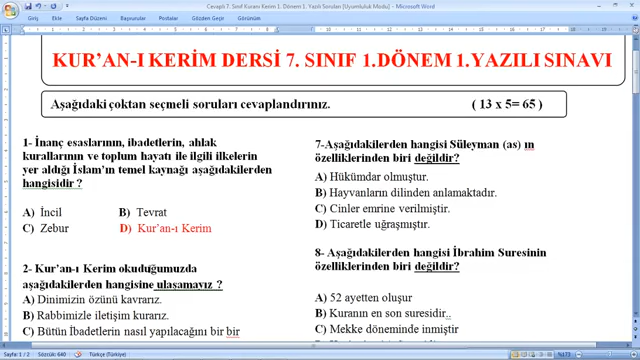 Cevaplı 7. Sınıf Kuranı Kerim 1. Dönem 1. Yazılı Soruları [Uyumluluk Modu] - Microsoft Word
Giriş Ekle Sayfa Düzeni Başvurular Postalar Gözden Geçir Görünüm
KUR’AN-I KERİM DERSİ 7. SINIF 1.DÖNEM 1.YAZILI SINAVI
Aşağıdaki çoktan seçmeli soruları cevaplandırınız. ( 13 x 5= 65 )
1- İnanç esaslarının, ibadetlerin, ahlak
kurallarının ve toplum hayatı ile ilgili ilkelerin
yer aldığı İslam’ın temel kaynağı aşağıdakilerden
hangisidir ?
A) İncil B) Tevrat
C) Zebur D) Kur’an-ı Kerim
2- Kur’an-ı Kerim okuduğumuzda
aşağıdakilerden hangisine ulaşamayız ?
A) Dinimizin özünü kavrarız.
B) Rabbimizle iletişim kurarız.
C) Bütün İbadetlerin nasıl yapılacağını bir bir
7-Aşağıdakilerden hangisi Süleyman (as) ın
özelliklerinden biri değildir?
A) Hükümdar olmuştur.
B) Hayvanların dilinden anlamaktadır.
C) Cinler emrine verilmiştir.
D) Ticaretle uğraşmıştır.
8- Aşağıdakilerden hangisi İbrahim Suresinin
özelliklerinden biri değildir?
A) 52 ayetten oluşur
B) Kuranın en son suresidir..
C) Mekke döneminde inmiştir
Sayfa: 1 / 2 Sözcük: 640 Türkçe (Türkiye) %173